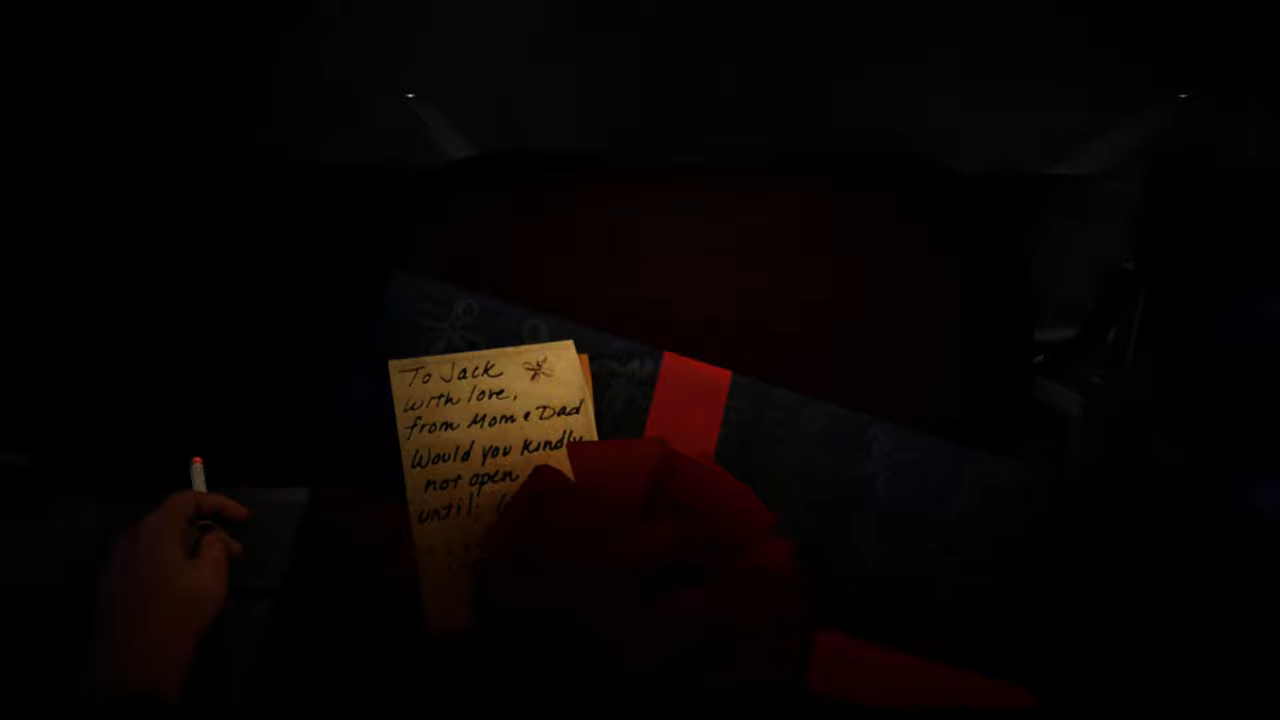 To Jack
with love,
from Mom & Dad
Would you kindly
not open
until: